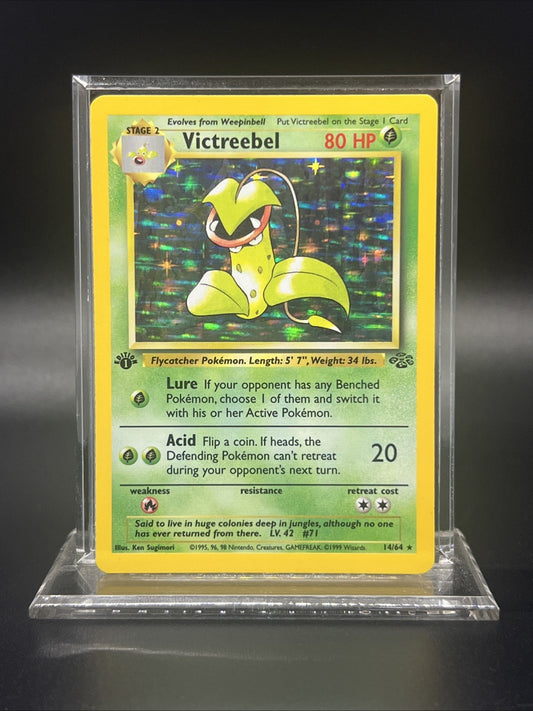 Evolves from Weepinbell Put Victreebel on the Stage 1 Card
STAGE 2
Victreebel 80 HP
EDITION
1
Flycatcher Pokémon. Length: 5' 7", Weight: 34 lbs.
Lure If your opponent has any Benched
Pokémon, choose 1 of them and switch it
with his or her Active Pokémon.
Acid Flip a coin. If heads, the
Defending Pokémon can't retreat
during your opponent's next turn.
20
weakness resistance retreat cost
Said to live in huge colonies deep in jungles, although no one
has ever returned from there. LV. 42 #71
Illus. Ken Sugimori ©1995, 96, 98 Nintendo, Creatures, GAMEFREAK. ©1999 Wizards. 14/64 ★